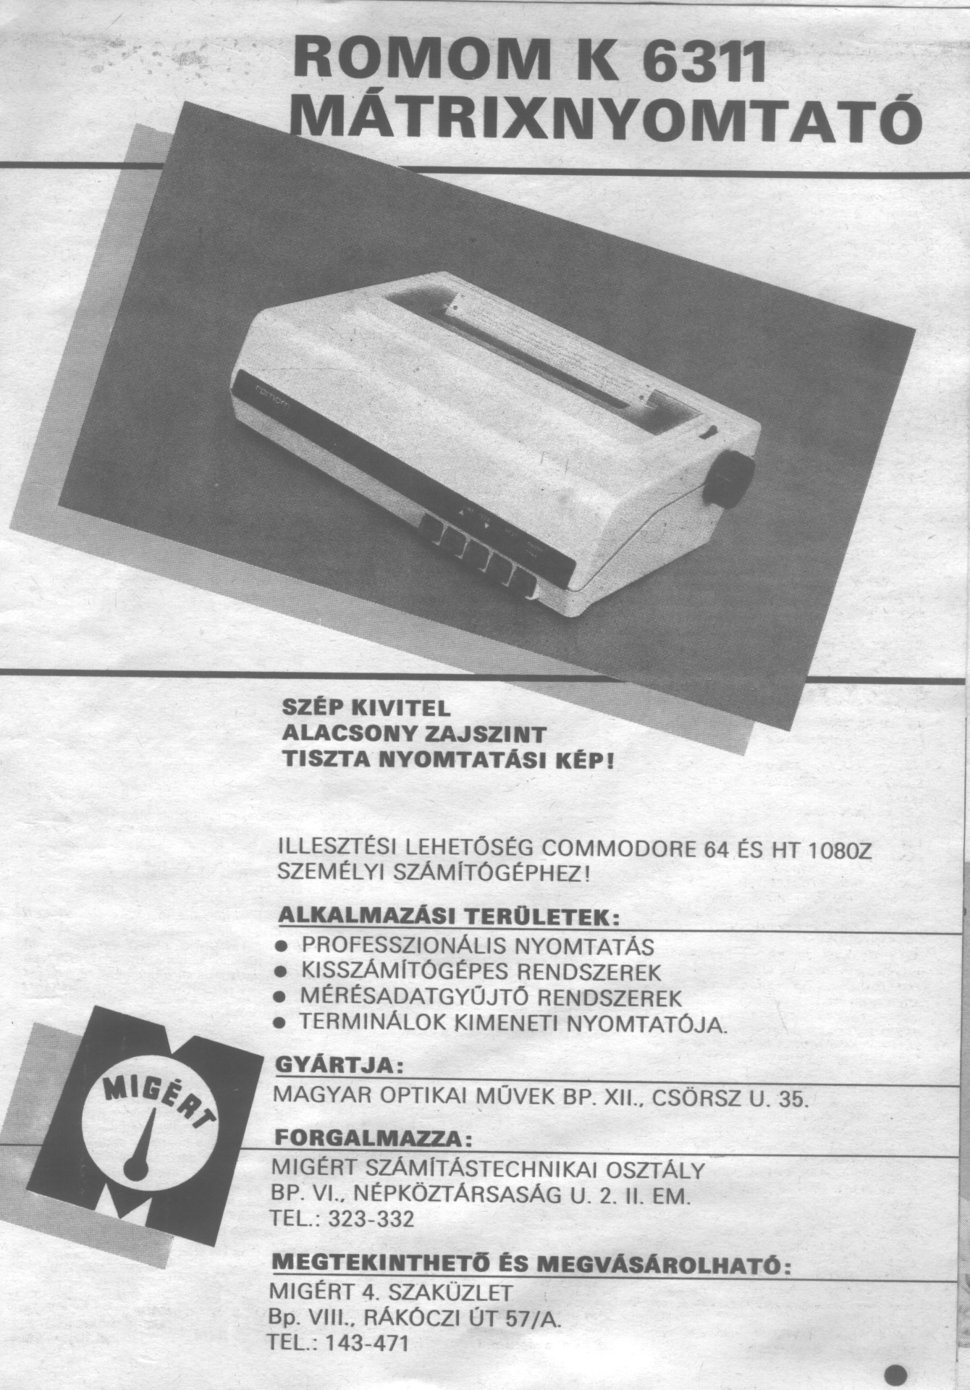 ROMOM K 6311
MÁTRIXNYOMTATÓ
romom
SZÉP KIVITEL
ALACSONY ZAJSZINT
TISZTA NYOMTATÁSI KÉP!
ILLESZTÉSI LEHETŐSÉG COMMODORE 64 ÉS HT 1080Z
SZEMÉLYI SZÁMÍTÓGÉPHEZ!
ALKALMAZÁSI TERÜLETEK:
● PROFESSZIONÁLIS NYOMTATÁS
● KISSZÁMÍTÓGÉPES RENDSZEREK
● MÉRÉSADATGYŰJTŐ RENDSZEREK
● TERMINÁLOK KIMENETI NYOMTATÓJA.
GYÁRTJA:
MAGYAR OPTIKAI MŰVEK BP. XII., CSÖRSZ U. 35.
MIGÉRT
FORGALMAZZA:
MIGÉRT SZÁMÍTÁSTECHNIKAI OSZTÁLY
BP. VI., NÉPKÖZTÁRSASÁG U. 2. II. EM.
TEL.: 323-332
MEGTEKINTHETŐ ÉS MEGVÁSÁROLHATÓ:
MIGÉRT 4. SZAKÜZLET
Bp. VIII., RÁKÓCZI ÚT 57/A.
TEL.: 143-471